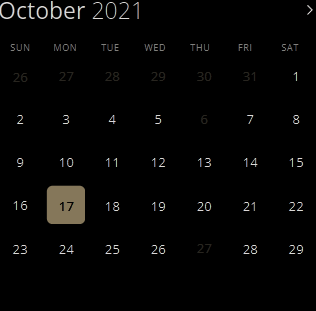 October 2021
SUN MON TUE WED THU FRI SAT
26 27 28 29 30 31 1
2 3 4 5 6 7 8
9 10 11 12 13 14 15
16 17 18 19 20 21 22
23 24 25 26 27 28 29